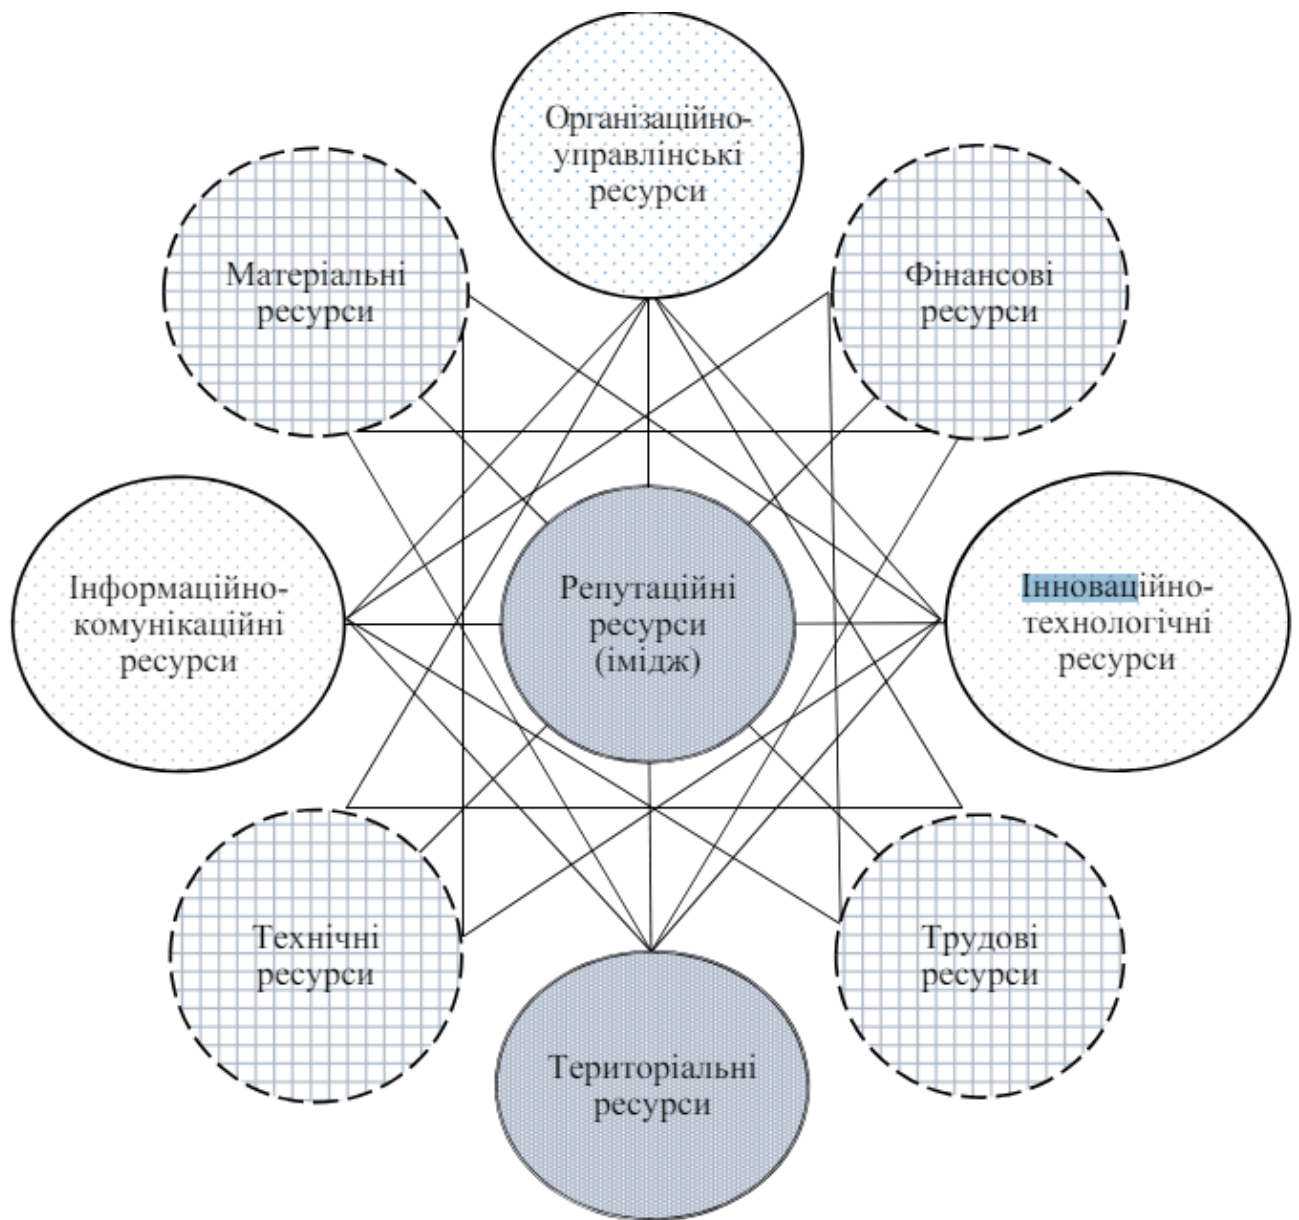 Організаційно-
управлінські
ресурси
Матеріальні
ресурси
Фінансові
ресурси
Інформаційно-
комунікаційні
ресурси
Репутаційні
ресурси
(імідж)
Інноваційно-
технологічні
ресурси
Технічні
ресурси
Трудові
ресурси
Територіальні
ресурси